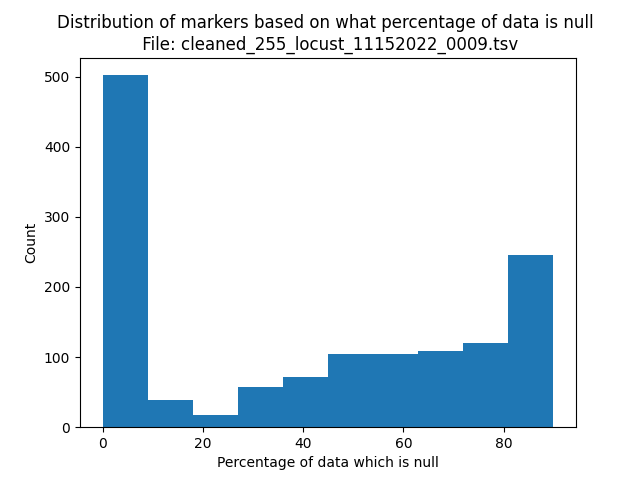 Distribution of markers based on what percentage of data is null
File: cleaned_255_locust_11152022_0009.tsv
500
400
300
200
100
0
Count
0 20 40 60 80
Percentage of data which is null